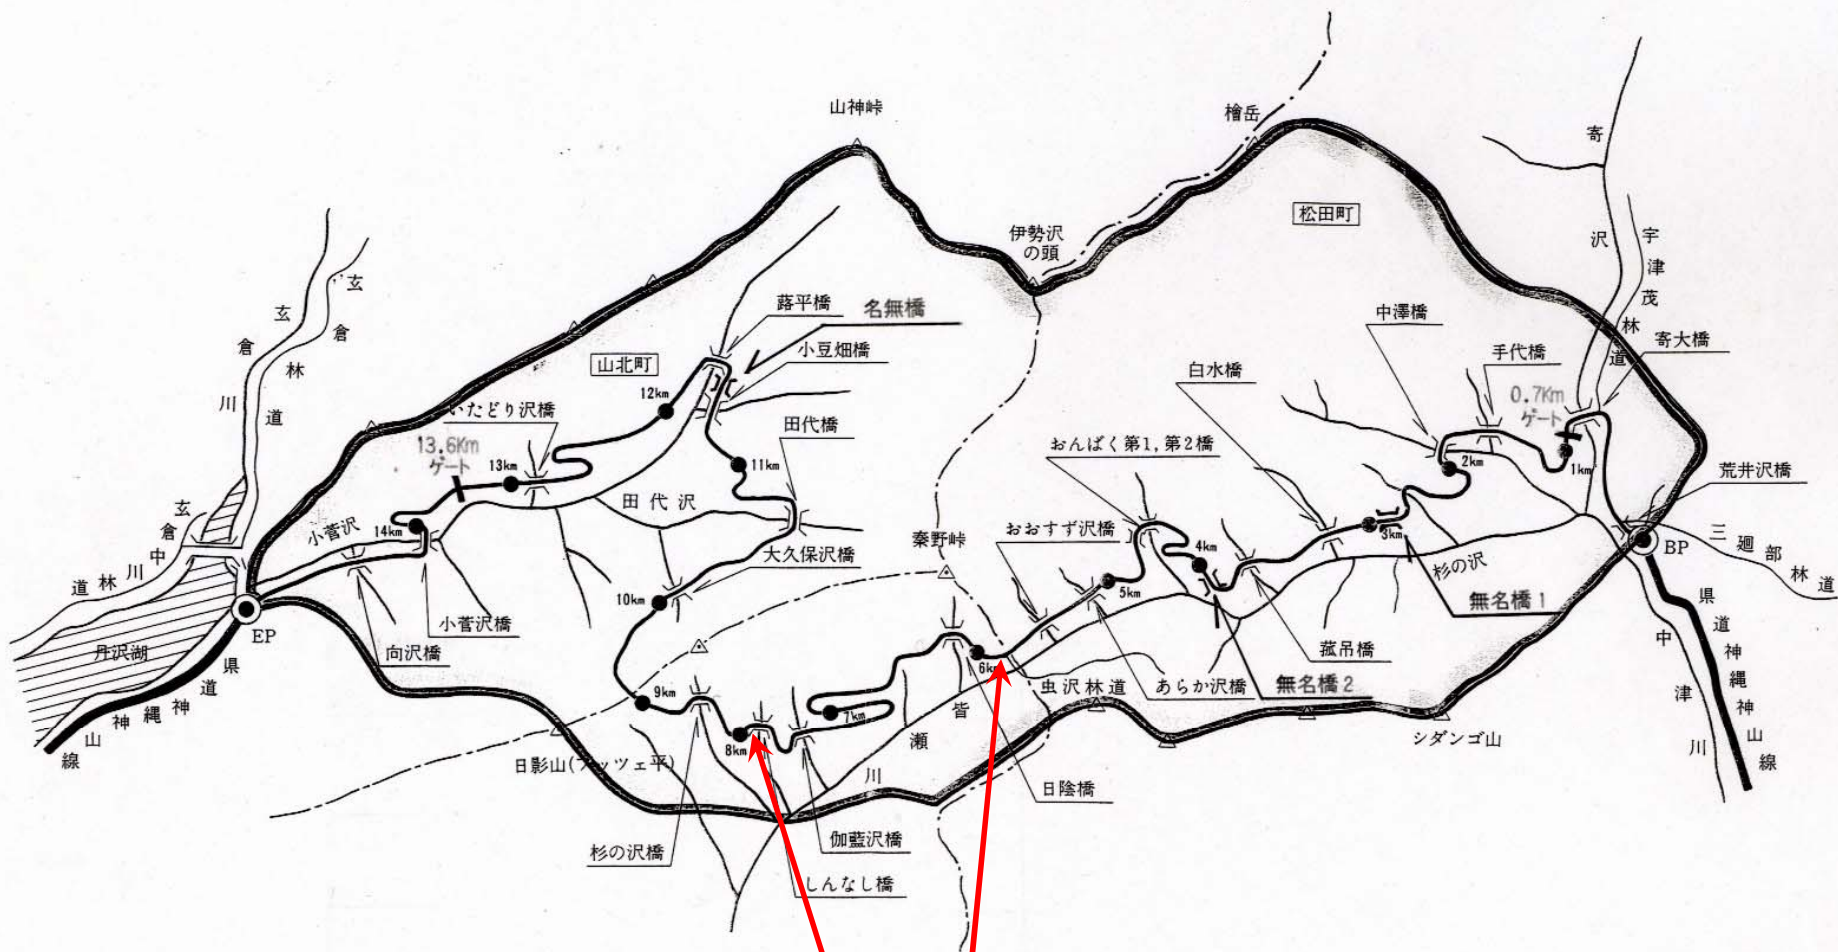 山神峠
檜岳
松田町
伊勢沢
の頭
寄沢
宇津茂林道
玄倉川
玄倉林道
山北町
蕗平橋
名無橋
小豆畑橋
中澤橋
手代橋
寄大橋
白水橋
0.7Km
ゲート
12km
いたどり沢橋
13.6Km
ゲート
13km
田代橋
11km
おんばく第1,第2橋
2km
1km
荒井沢橋
田代沢
小菅沢
14km
おおすず沢橋
秦野峠
3km
4km
杉の沢
BP
三廻部林道
玄倉中川林道
大久保沢橋
10km
5km
無名橋1
小菅沢橋
EP
向沢橋
丹沢湖
県道神縄神山線
県道神縄神山線
中津川
菰吊橋
無名橋2
あらか沢橋
虫沢林道
6km
皆瀬川
9km
8km
7km
日影山(ブッツェ平)
シダンゴ山
日陰橋
伽藍沢橋
杉の沢橋
しんなし橋